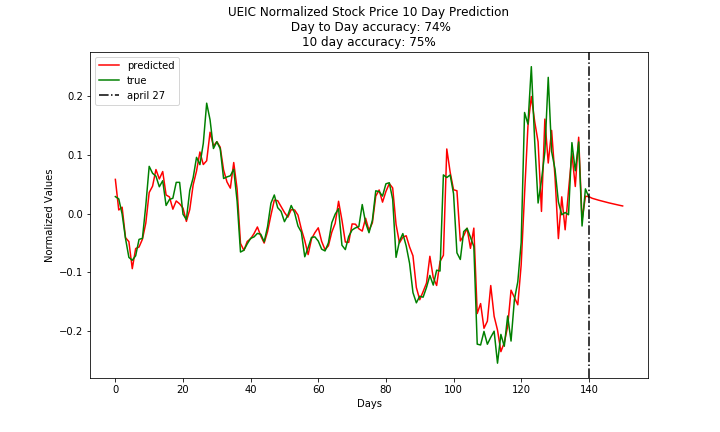 UEIC Normalized Stock Price 10 Day Prediction
Day to Day accuracy: 74%
10 day accuracy: 75%
predicted
true
april 27
0.2
0.1
0.0
−0.1
−0.2
Normalized Values
0 20 40 60 80 100 120 140
Days